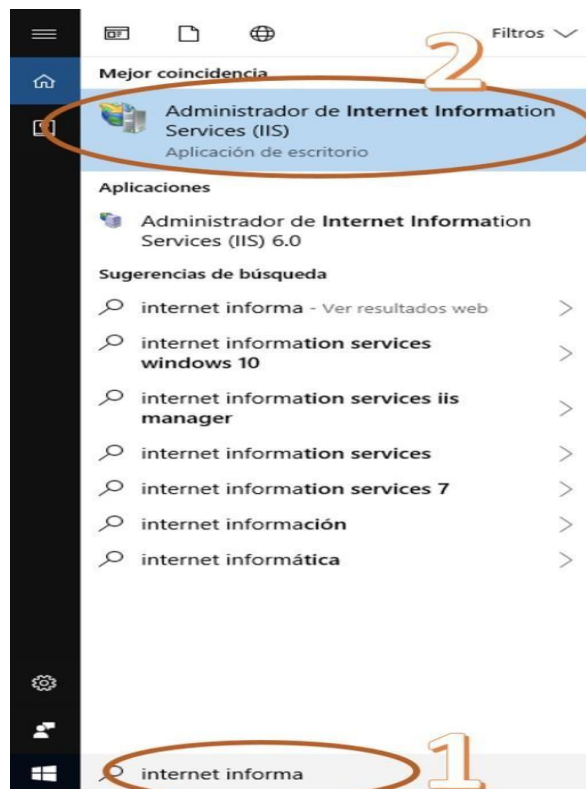 Filtros
2
Mejor coincidencia
Administrador de Internet Information
Services (IIS)
Aplicación de escritorio
Aplicaciones
Administrador de Internet Information
Services (IIS) 6.0
Sugerencias de búsqueda
internet informa - Ver resultados web
internet information services
windows 10
internet information services iis
manager
internet information services
internet information services 7
internet información
internet informática
internet informa
1